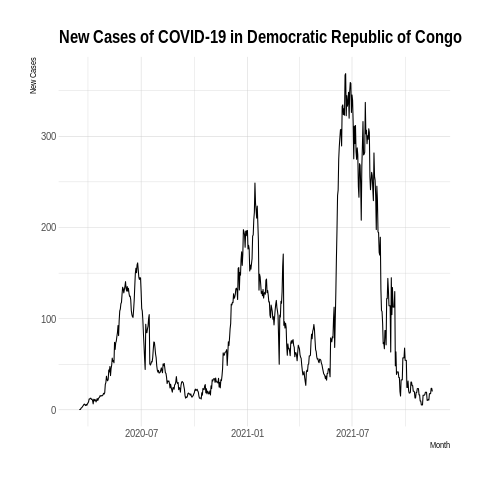 New Cases of COVID-19 in Democratic Republic of Congo
New Cases
300
200
100
0
2020-07
2021-01
2021-07
Month